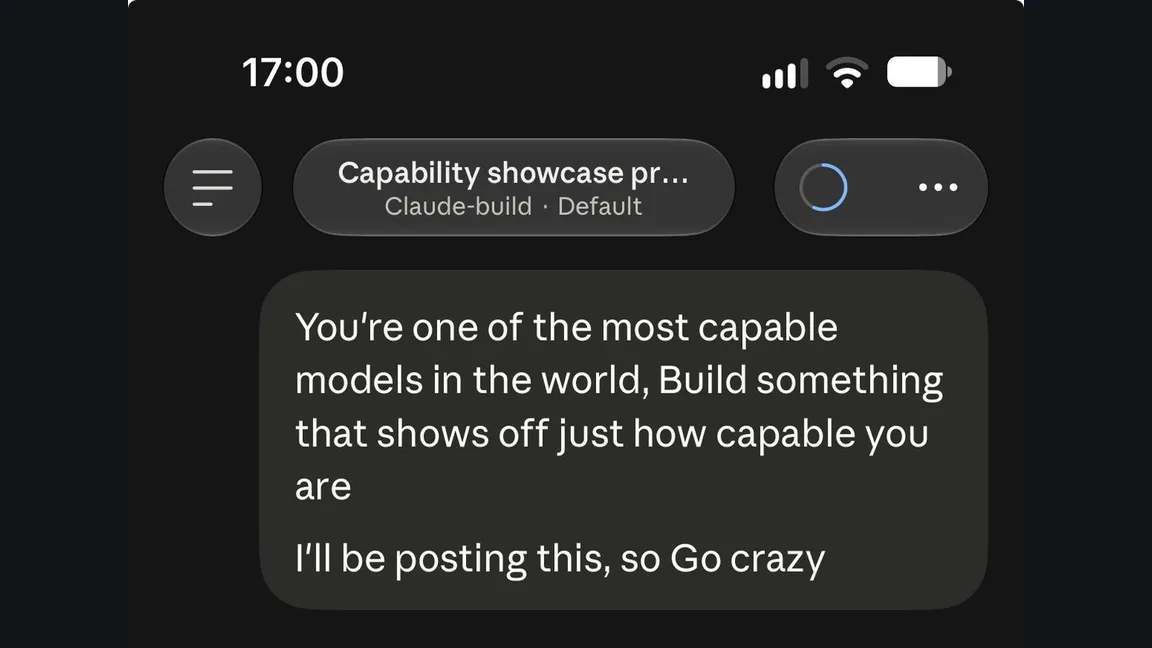 17:00
Capability showcase pr...
Claude-build · Default
You're one of the most capable
models in the world, Build something
that shows off just how capable you
are
I'll be posting this, so Go crazy